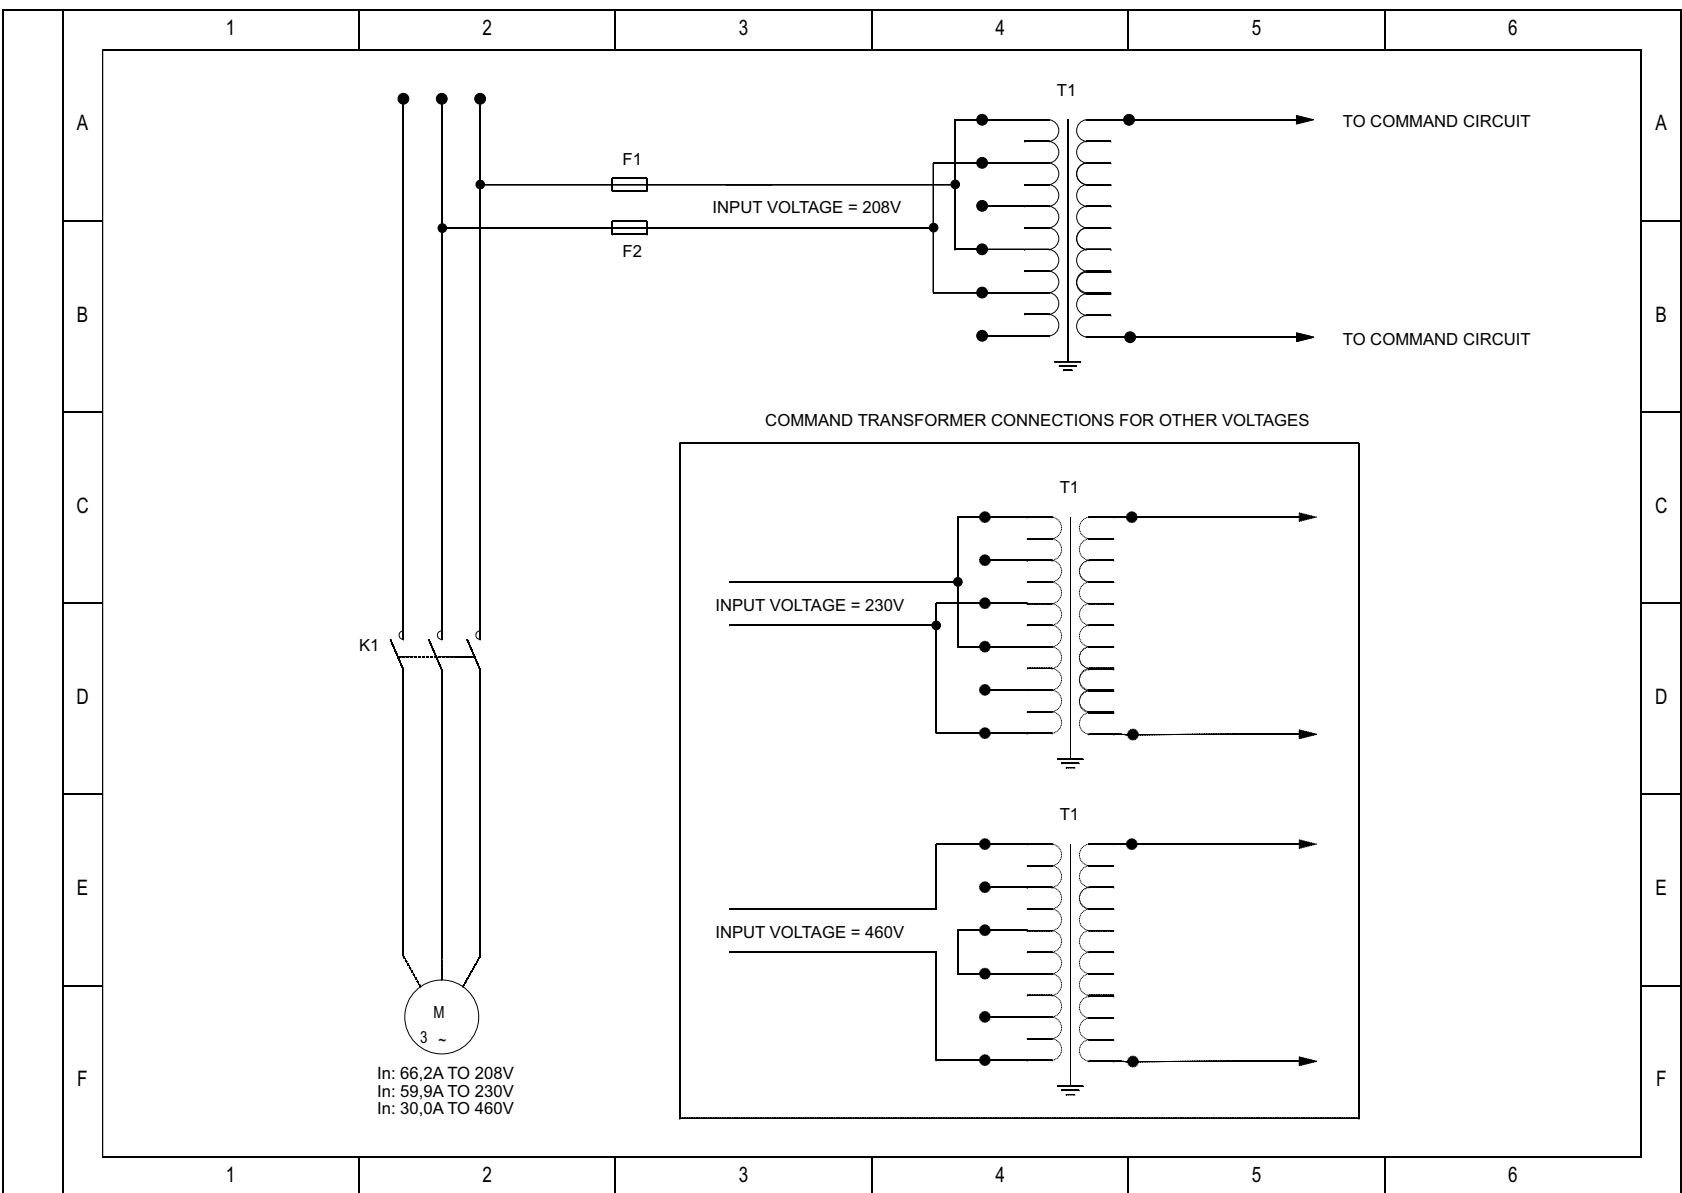 1 2 3 4 5 6
T1
A TO COMMAND CIRCUIT A
F1
INPUT VOLTAGE = 208V
F2
B B
TO COMMAND CIRCUIT
COMMAND TRANSFORMER CONNECTIONS FOR OTHER VOLTAGES
T1
C C
INPUT VOLTAGE = 230V
K1
D D
T1
E E
INPUT VOLTAGE = 460V
M
3 ~
In: 66,2A TO 208V
F F
In: 59,9A TO 230V
In: 30,0A TO 460V
1 2 3 4 5 6